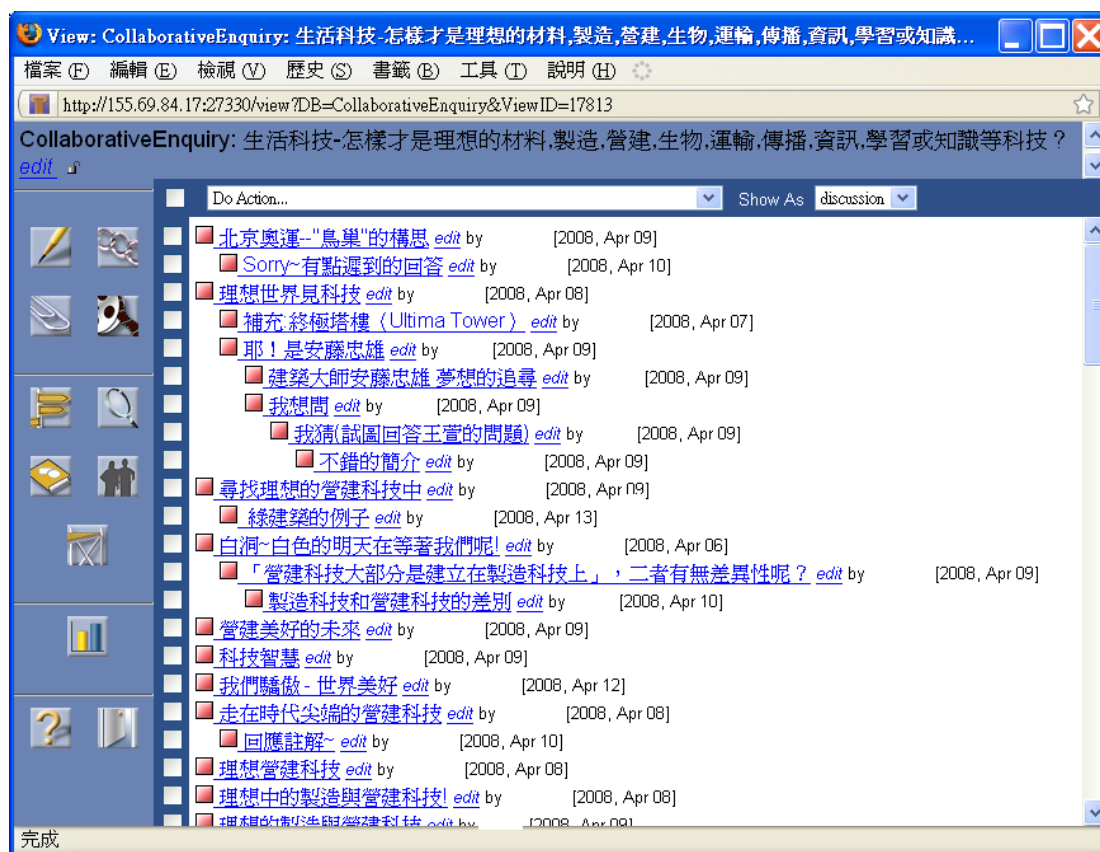 View: CollaborativeEnquiry: 生活科技-怎樣才是理想的材料,製造,營建,生物,運輸,傳播,資訊,學習或知識...
檔案(F) 編輯(E) 檢視(V) 歷史(S) 書籤(B) 工具(T) 說明(H)
http://155.69.84.17:27330/view?DB=CollaborativeEnquiry&ViewID=17813
CollaborativeEnquiry: 生活科技-怎樣才是理想的材料,製造,營建,生物,運輸,傳播,資訊,學習或知識等科技？
edit
Do Action... Show As discussion
北京奧運--"鳥巢"的構思 edit by [2008, Apr 09]
Sorry~有點遲到的回答 edit by [2008, Apr 10]
理想世界見科技 edit by [2008, Apr 08]
補充:終極塔樓（Ultima Tower） edit by [2008, Apr 07]
耶！是安藤忠雄 edit by [2008, Apr 09]
建築大師安藤忠雄 夢想的追尋 edit by [2008, Apr 09]
我想問 edit by [2008, Apr 09]
我猜(試圖回答王萱的問題) edit by [2008, Apr 09]
不錯的簡介 edit by [2008, Apr 09]
尋找理想的營建科技中 edit by [2008, Apr 09]
綠建築的例子 edit by [2008, Apr 13]
白洞~白色的明天在等著我們呢! edit by [2008, Apr 06]
「營建科技大部分是建立在製造科技上」，二者有無差異性呢？ edit by [2008, Apr 09]
製造科技和營建科技的差別 edit by [2008, Apr 10]
營建美好的未來 edit by [2008, Apr 09]
科技智慧 edit by [2008, Apr 09]
我們驕傲 - 世界美好 edit by [2008, Apr 12]
走在時代尖端的營建科技 edit by [2008, Apr 08]
回應註解~ edit by [2008, Apr 10]
理想營建科技 edit by [2008, Apr 08]
理想中的製造與營建科技! edit by [2008, Apr 08]
理想的製造與營建科技 edit by [2008, Apr 09]
完成